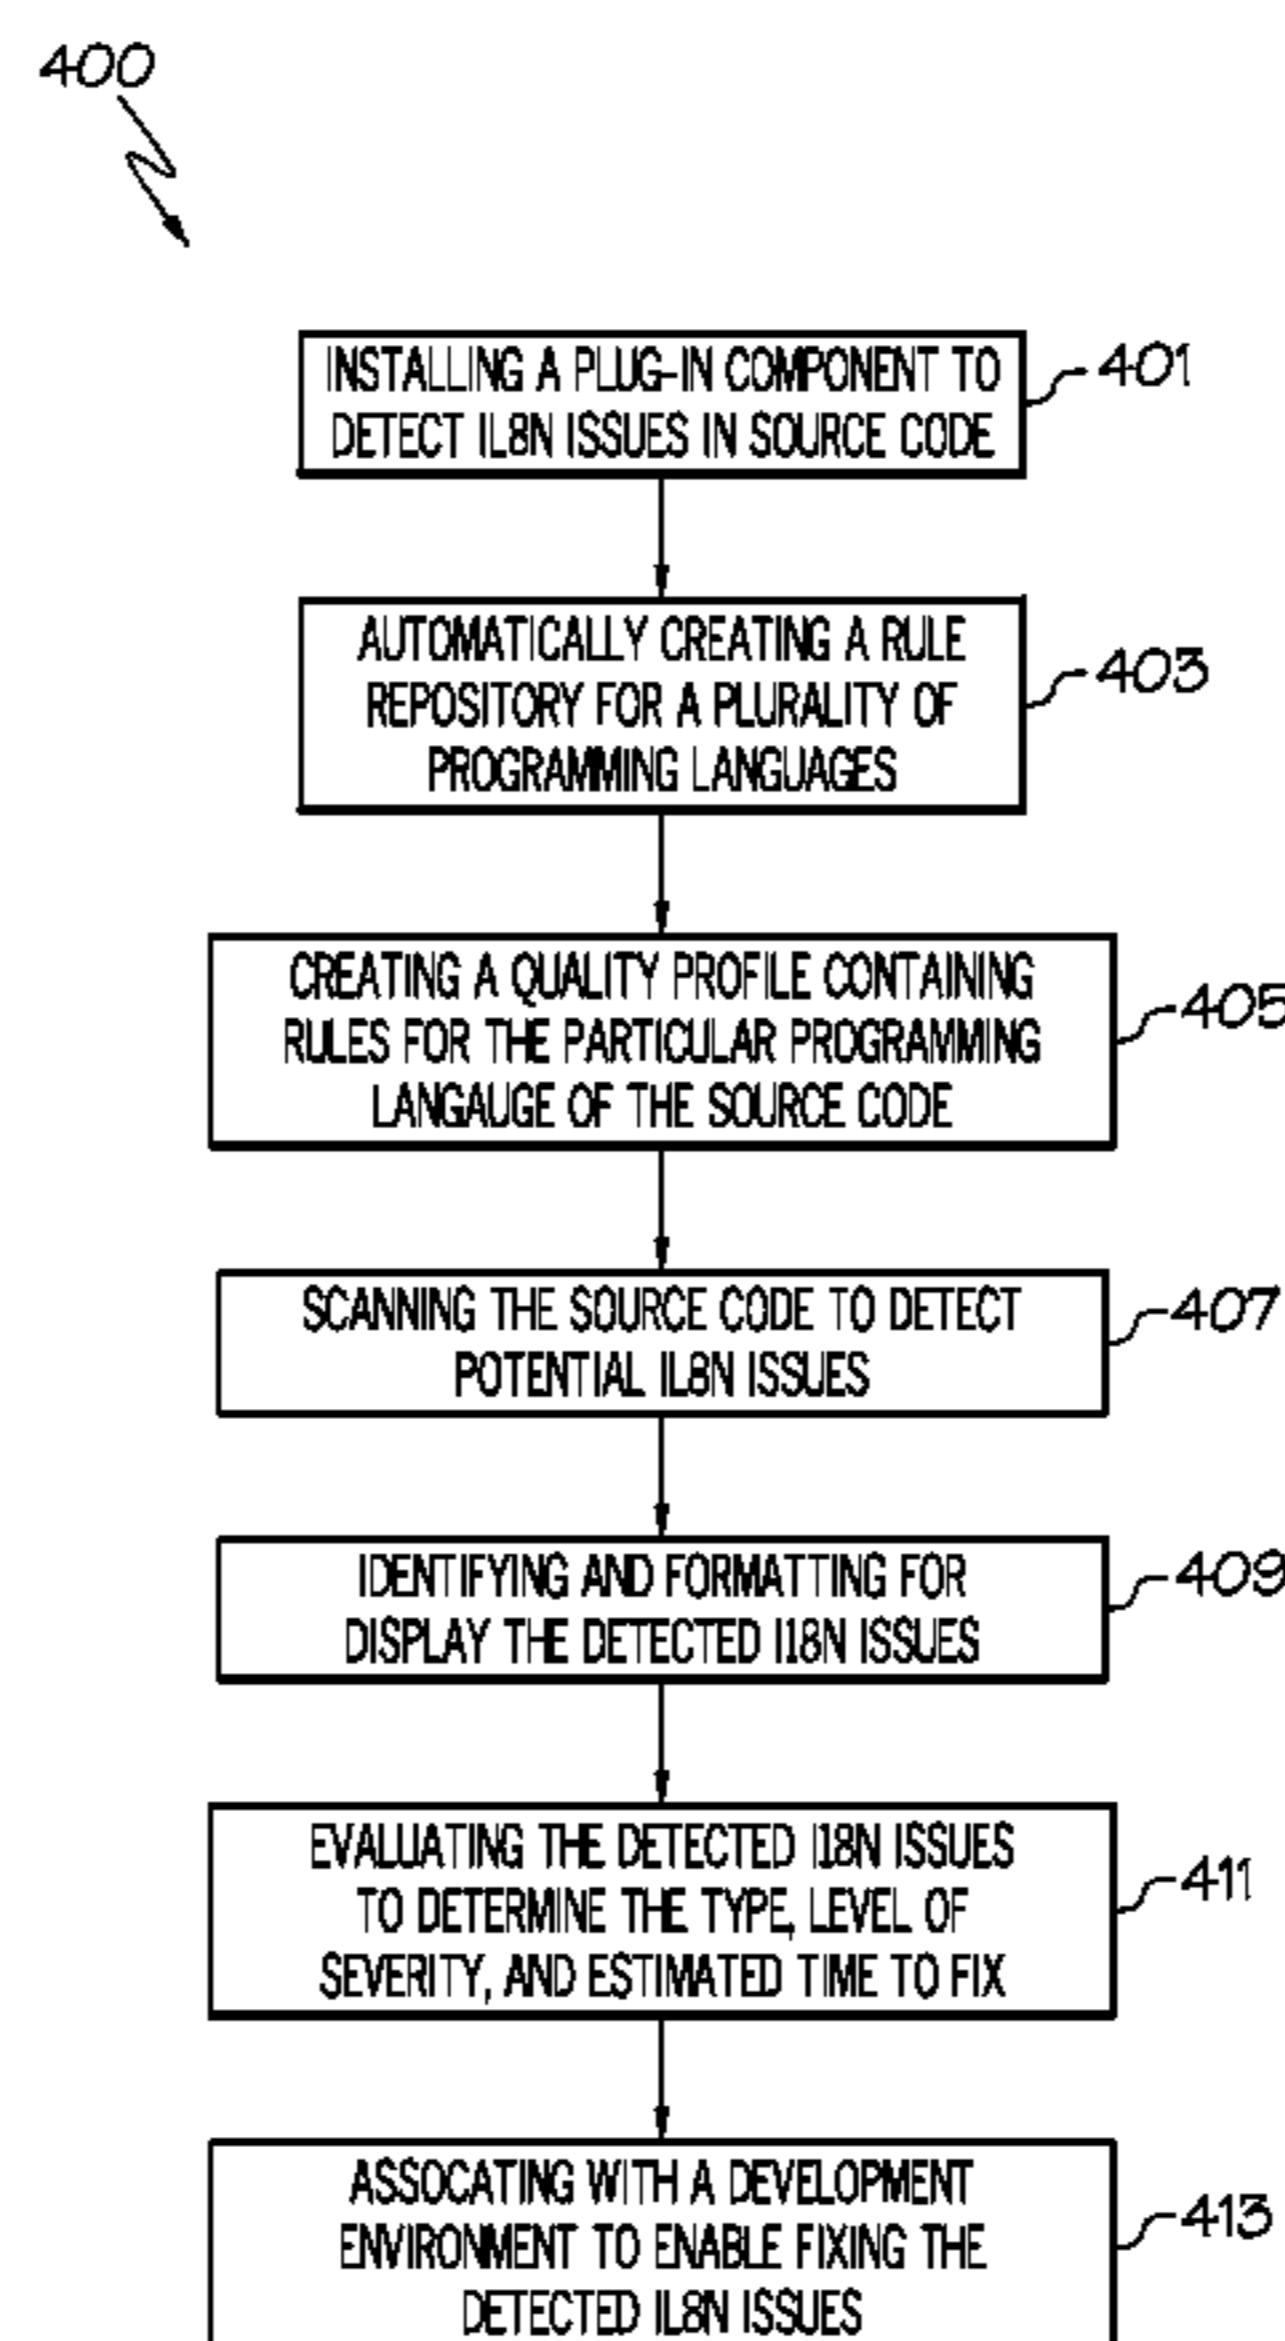 400
INSTALLING A PLUG-IN COMPONENT TO
DETECT IL8N ISSUES IN SOURCE CODE
401
AUTOMATICALLY CREATING A RULE
REPOSITORY FOR A PLURALITY OF
PROGRAMMING LANGUAGES
403
CREATING A QUALITY PROFILE CONTAINING
RULES FOR THE PARTICULAR PROGRAMMING
LANGAUGE OF THE SOURCE CODE
405
SCANNING THE SOURCE CODE TO DETECT
POTENTIAL IL8N ISSUES
407
IDENTIFYING AND FORMATTING FOR
DISPLAY THE DETECTED I18N ISSUES
409
EVALUATING THE DETECTED I18N ISSUES
TO DETERMINE THE TYPE, LEVEL OF
SEVERITY, AND ESTIMATED TIME TO FIX
411
ASSOCATING WITH A DEVELOPMENT
ENVIRONMENT TO ENABLE FIXING THE
DETECTED IL8N ISSUES
413